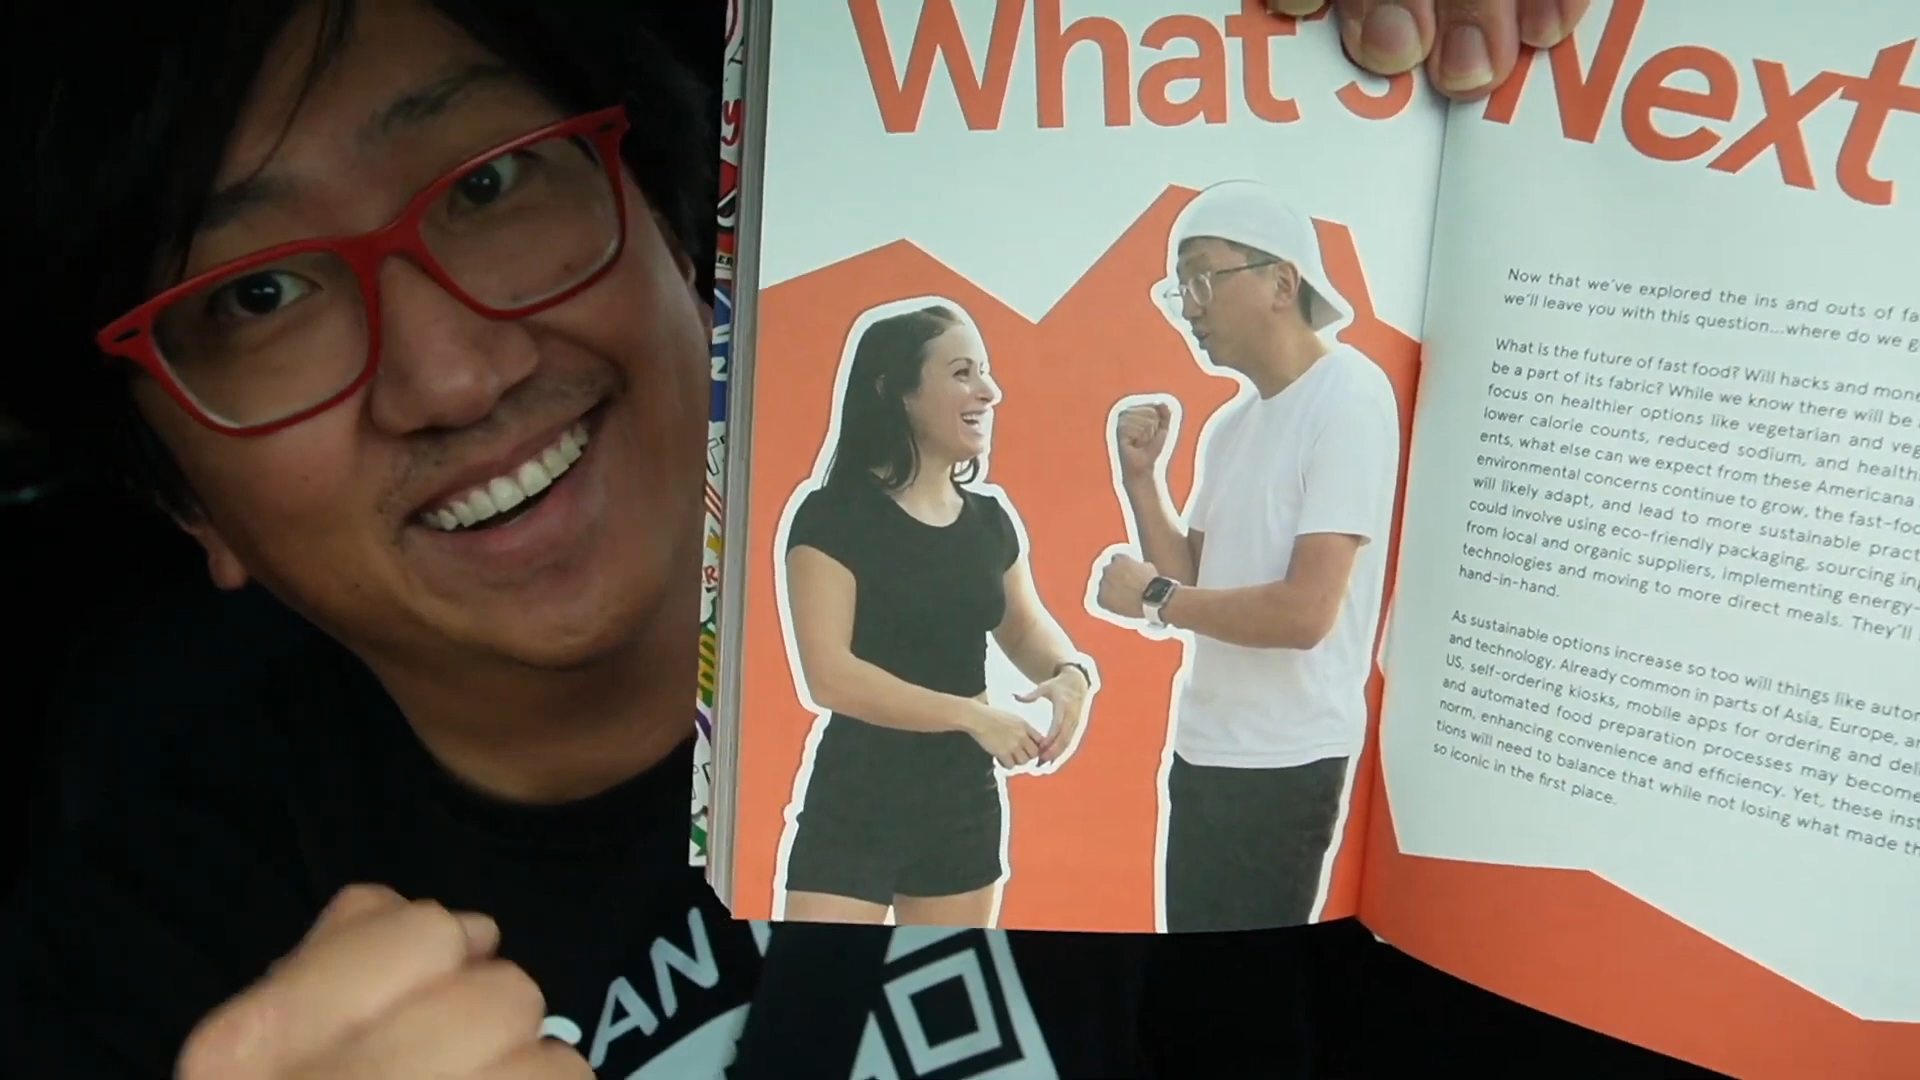 What's Next
Now that we've explored the ins and outs of fa
we'll leave you with this question...where do we g
What is the future of fast food? Will hacks and mon
be a part of its fabric? While we know there will be
focus on healthier options like vegetarian and veg
lower calorie counts, reduced sodium, and health
ents, what else can we expect from these Americana
environmental concerns continue to grow, the fast-foo
will likely adapt, and lead to more sustainable pract
could involve using eco-friendly packaging, sourcing in
from local and organic suppliers, implementing energy-
technologies and moving to more direct meals. They'll
hand-in-hand.
As sustainable options increase so too will things like autom
and technology. Already common in parts of Asia, Europe, an
US, self-ordering kiosks, mobile apps for ordering and deli
and automated food preparation processes may become
norm, enhancing convenience and efficiency. Yet, these inst
tions will need to balance that while not losing what made th
so iconic in the first place.
CAN